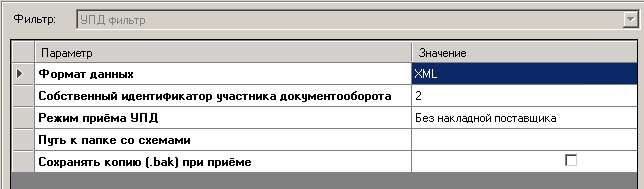 Фильтр: УПД фильтр
Параметр Значение
Формат данных XML
Собственный идентификатор участника документооборота 2
Режим приёма УПД Без накладной поставщика
Путь к папке со схемами
Сохранять копию (.bak) при приёме